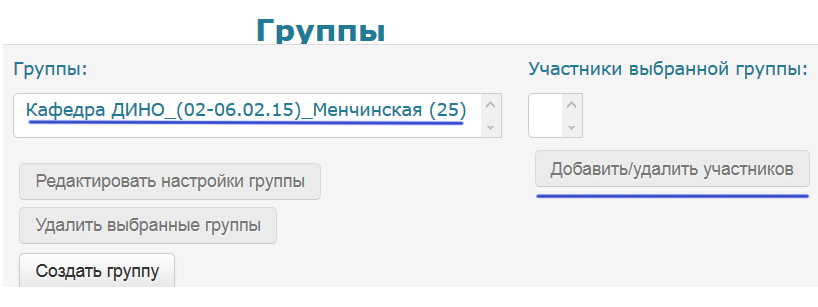 Группы
Группы:
Участники выбранной группы:
Кафедра ДИНО_(02-06.02.15)_Менчинская (25)
Добавить/удалить участников
Редактировать настройки группы
Удалить выбранные группы
Создать группу